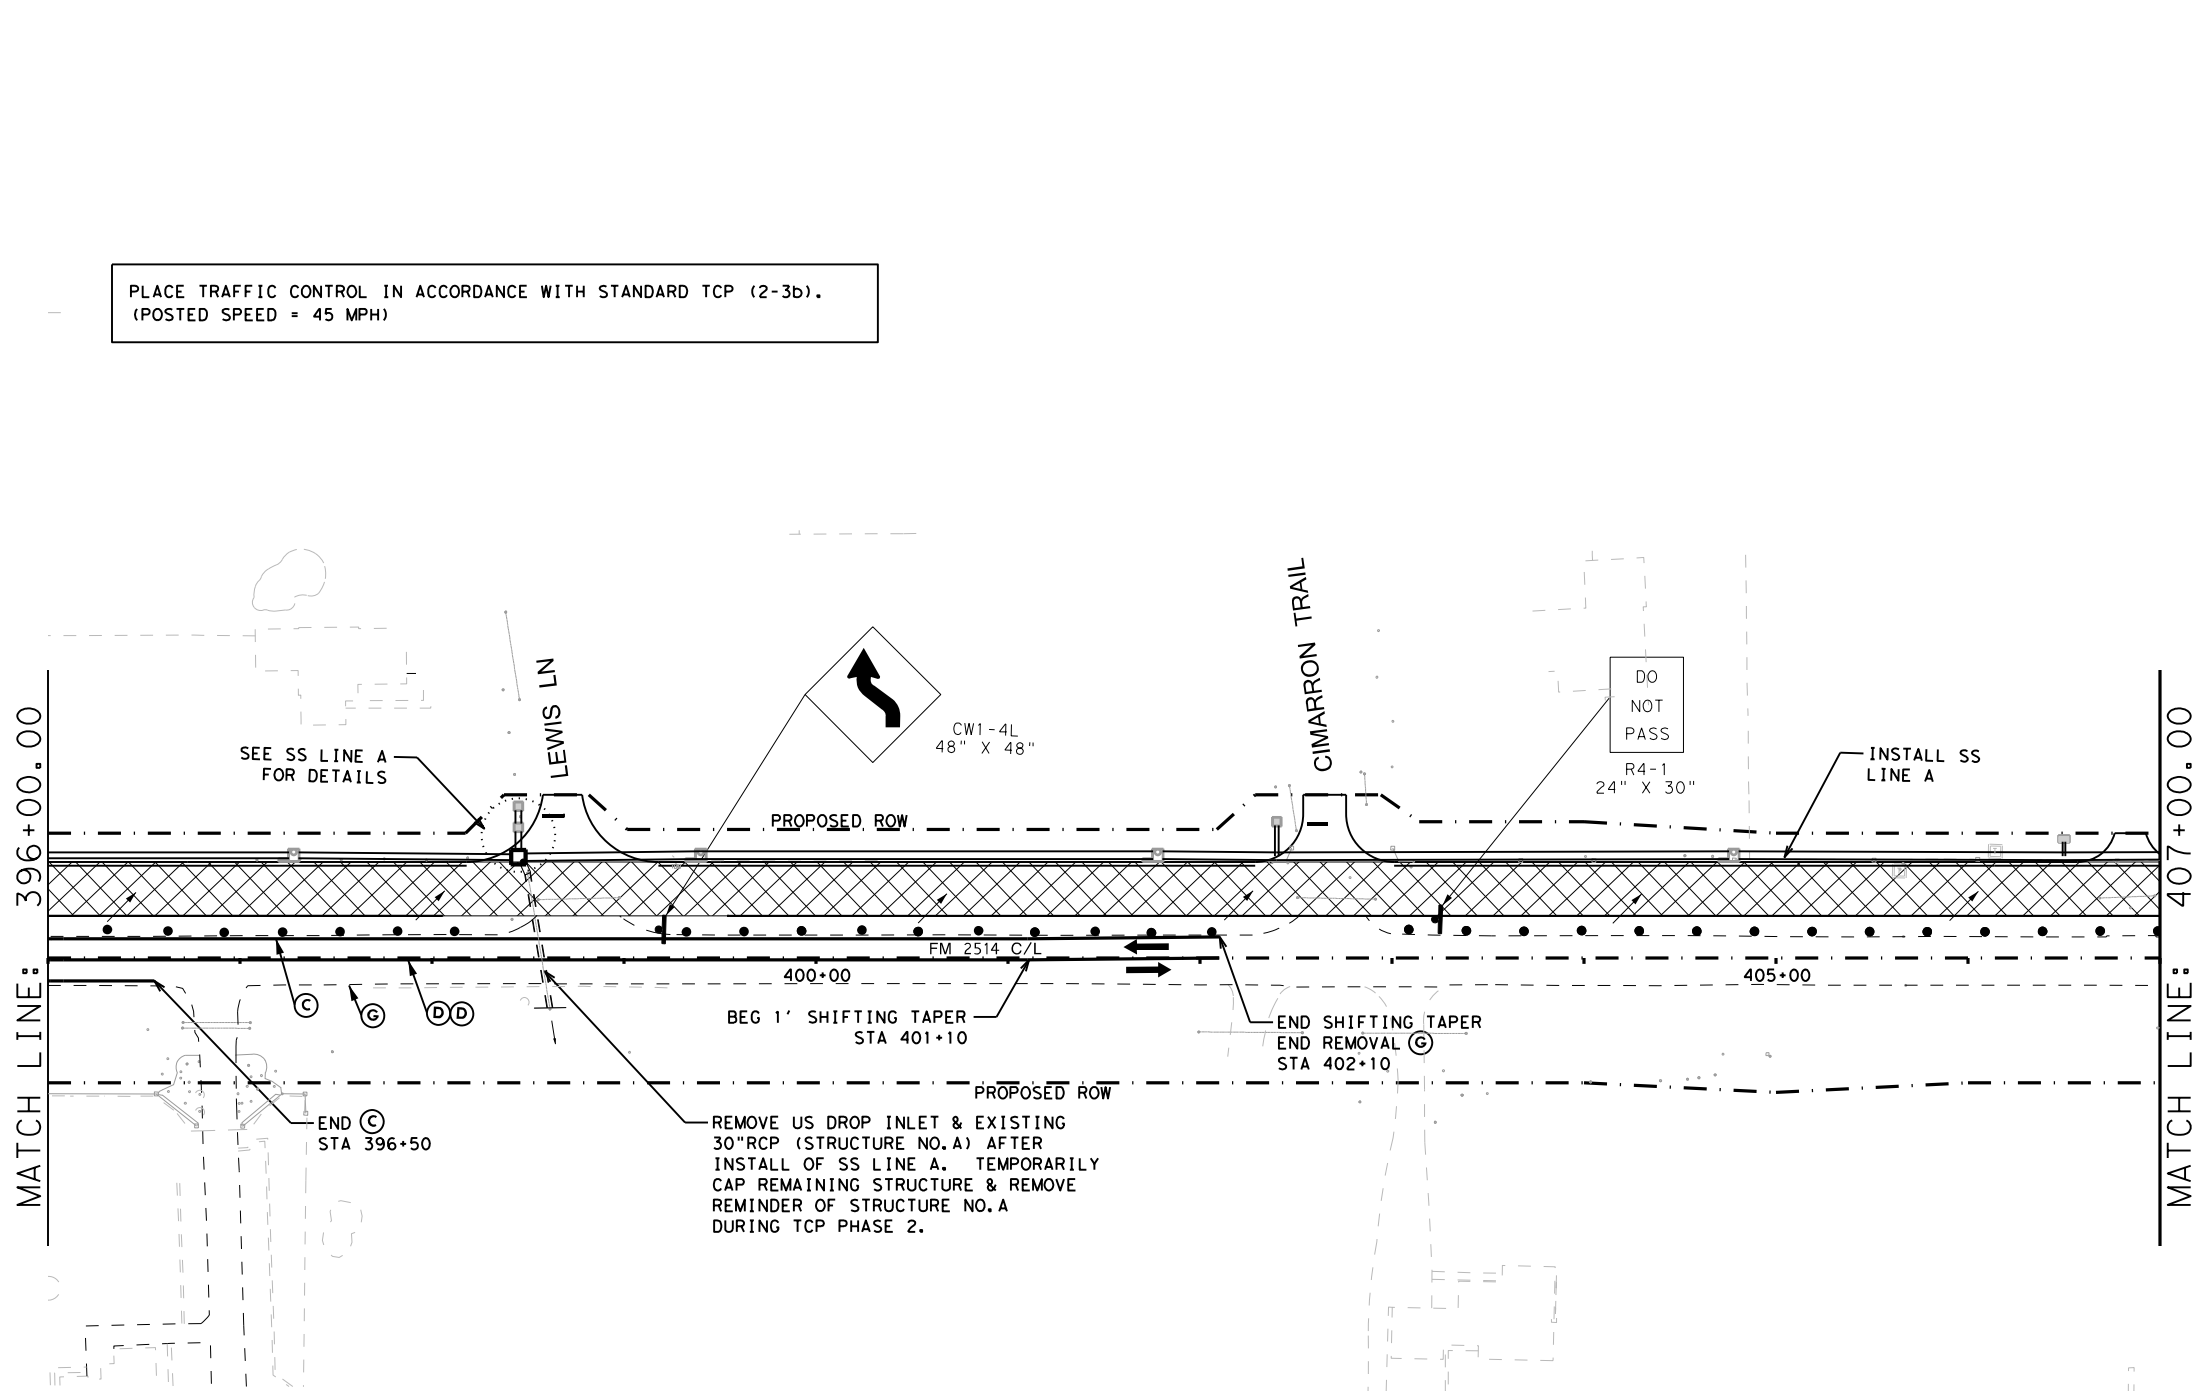 PLACE TRAFFIC CONTROL IN ACCORDANCE WITH STANDARD TCP (2-3b).
(POSTED SPEED = 45 MPH)
LEWIS LN
CIMARRON TRAIL
DO
NOT
PASS
R4-1
24" X 30"
CW1-4L
48" X 48"
SEE SS LINE A
FOR DETAILS
INSTALL SS
LINE A
PROPOSED ROW
MATCH LINE: 396+00.00
MATCH LINE: 407+00.00
FM 2514 C/L
400+00
405+00
C
G
D D
BEG 1' SHIFTING TAPER
STA 401+10
END SHIFTING TAPER
END REMOVAL G
STA 402+10
PROPOSED ROW
END C
STA 396+50
REMOVE US DROP INLET & EXISTING
30"RCP (STRUCTURE NO.A) AFTER
INSTALL OF SS LINE A. TEMPORARILY
CAP REMAINING STRUCTURE & REMOVE
REMINDER OF STRUCTURE NO.A
DURING TCP PHASE 2.